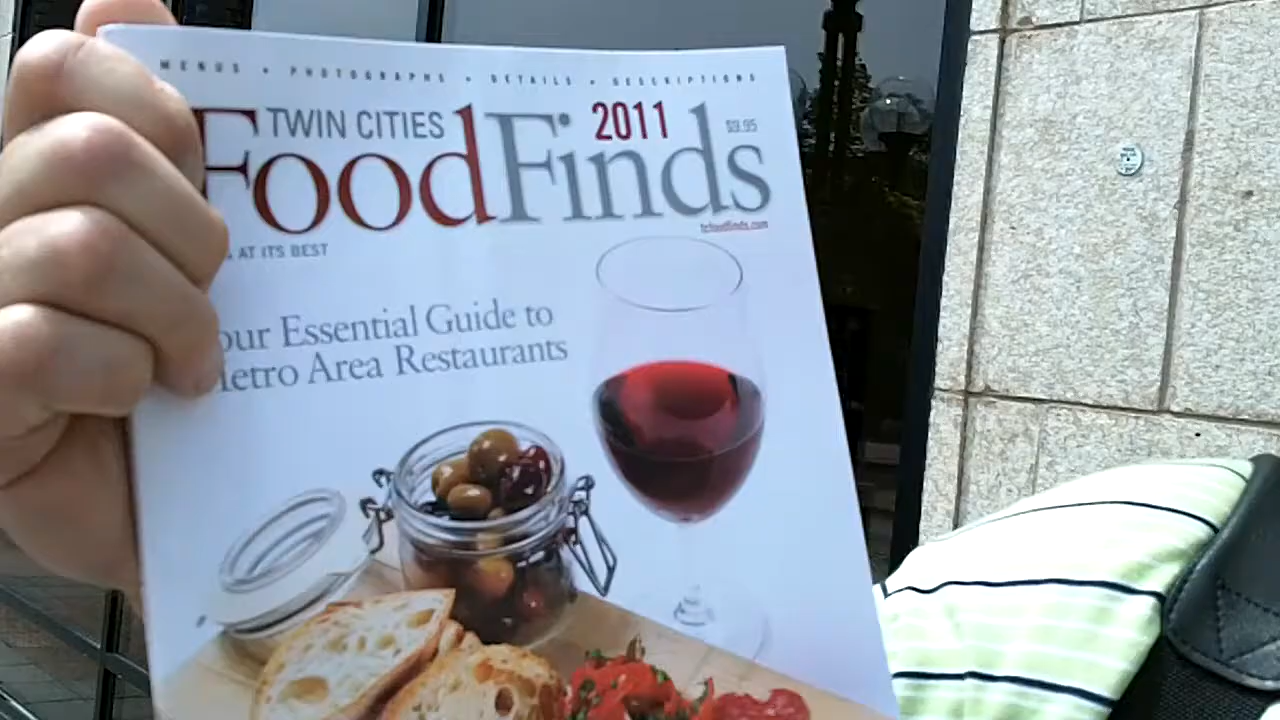 MENUS • PHOTOGRAPHS • DETAILS • DESCRIPTIONS
TWIN CITIES 2011 $9.95
FoodFinds
tcfoodfinds.com
AT ITS BEST
our Essential Guide to
etro Area Restaurants